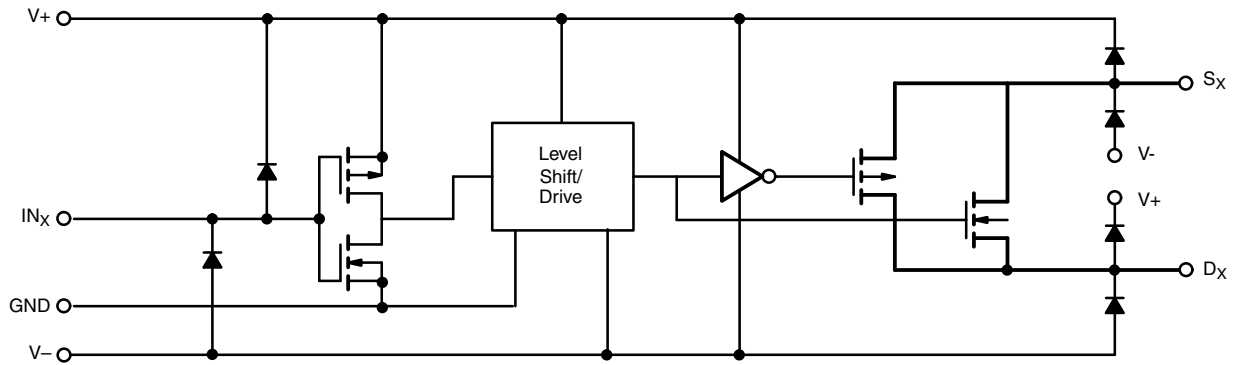 V+
Level
Shift/
Drive
SX
V-
V+
INX
DX
GND
V–